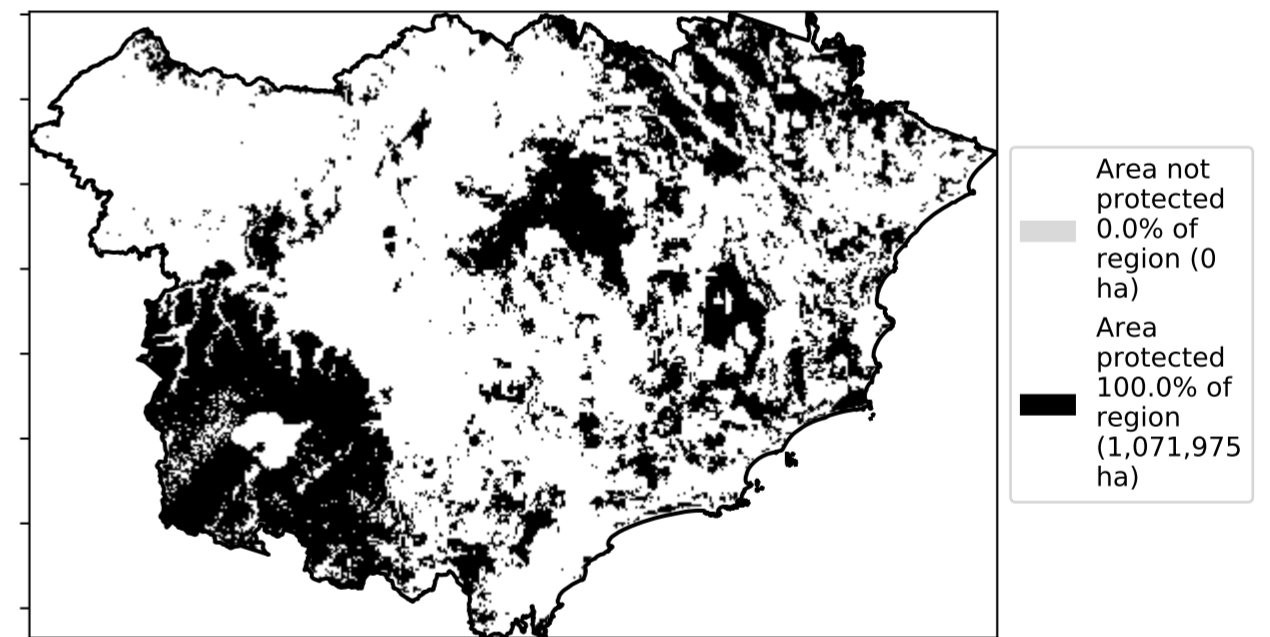 Area not
protected
0.0% of
region (0
ha)
Area
protected
100.0% of
region
(1,071,975
ha)